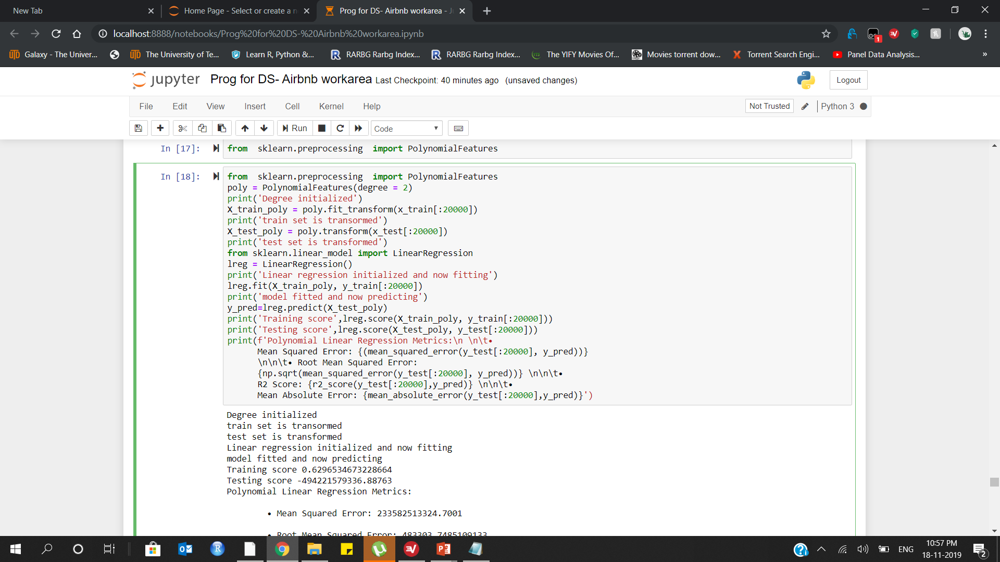 New Tab
Home Page - Select or create a n
Prog for DS- Airbnb workarea - Ju
localhost:8888/notebooks/Prog%20for%20DS-%20Airbnb%20workarea.ipynb
1
Galaxy - The Univer...
The University of Te...
Learn R, Python &...
RARBG Rarbg Index...
RARBG Rarbg Index...
The YIFY Movies Of...
Movies torrent dow...
Torrent Search Engi...
Panel Data Analysis...
»
jupyter Prog for DS- Airbnb workarea Last Checkpoint: 40 minutes ago (unsaved changes)
Logout
File Edit View Insert Cell Kernel Help
Not Trusted
Python 3
Run
Code
In [17]: from  sklearn.preprocessing  import PolynomialFeatures
In [18]: from  sklearn.preprocessing  import PolynomialFeatures
poly = PolynomialFeatures(degree = 2)
print('Degree initialized')
X_train_poly = poly.fit_transform(x_train[:20000])
print('train set is transormed')
X_test_poly = poly.transform(x_test[:20000])
print('test set is transformed')
from sklearn.linear_model import LinearRegression
lreg = LinearRegression()
print('Linear regression initialized and now fitting')
lreg.fit(X_train_poly, y_train[:20000])
print('model fitted and now predicting')
y_pred=lreg.predict(X_test_poly)
print('Training score',lreg.score(X_train_poly, y_train[:20000]))
print('Testing score',lreg.score(X_test_poly, y_test[:20000]))
print(f'Polynomial Linear Regression Metrics:\n \n\t•
Mean Squared Error: {(mean_squared_error(y_test[:20000], y_pred))}
\n\n\t• Root Mean Squared Error:
{np.sqrt(mean_squared_error(y_test[:20000], y_pred))} \n\n\t•
R2 Score: {r2_score(y_test[:20000],y_pred)} \n\n\t•
Mean Absolute Error: {mean_absolute_error(y_test[:20000],y_pred)}')
Degree initialized
train set is transormed
test set is transformed
Linear regression initialized and now fitting
model fitted and now predicting
Training score 0.6296534673228664
Testing score -494221579336.88763
Polynomial Linear Regression Metrics:
• Mean Squared Error: 233582513324.7001
• Root Mean Squared Error: 483303.7485109133
ENG
10:57 PM
18-11-2019
2